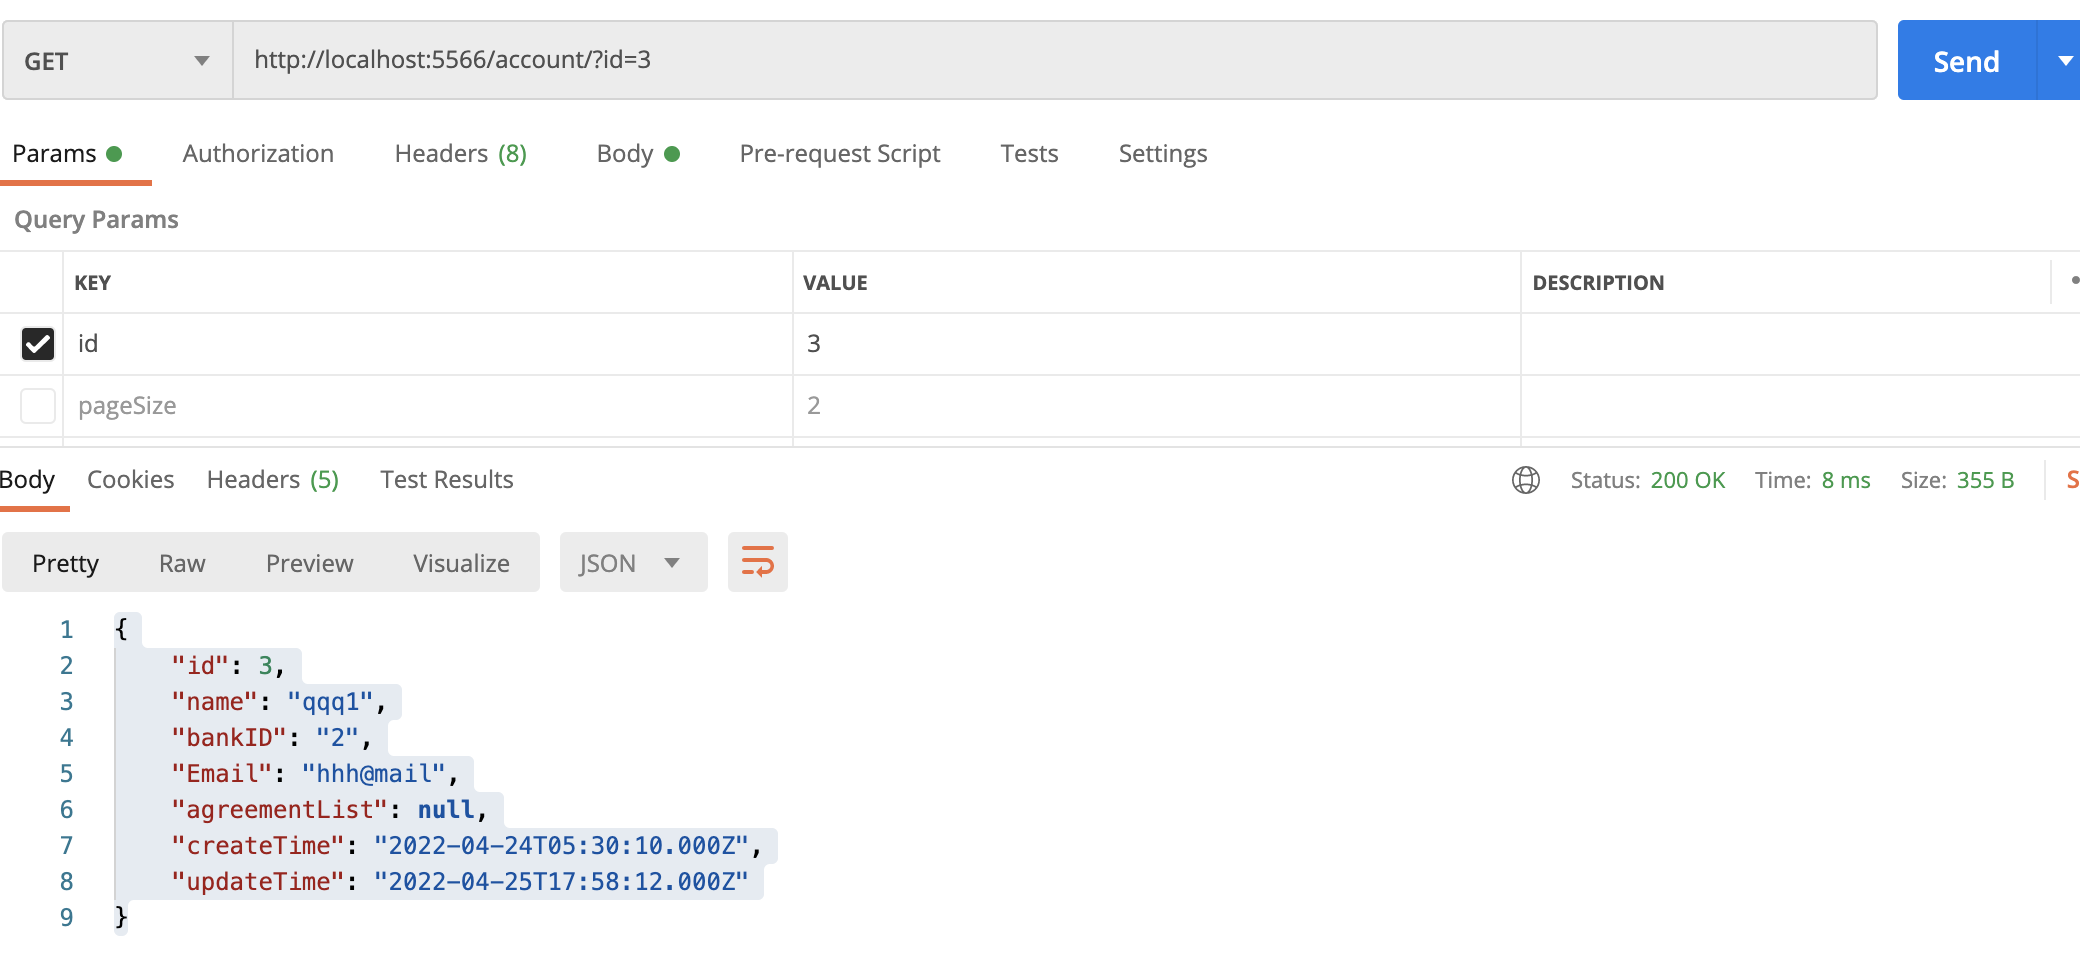 GET http://localhost:5566/account/?id=3 Send
Params Authorization Headers (8) Body Pre-request Script Tests Settings
Query Params
KEY VALUE DESCRIPTION
id 3
pageSize 2
Body Cookies Headers (5) Test Results Status: 200 OK Time: 8 ms Size: 355 B S
Pretty Raw Preview Visualize JSON
1 {
2 "id": 3,
3 "name": "qqq1",
4 "bankID": "2",
5 "Email": "hhh@mail",
6 "agreementList": null,
7 "createTime": "2022-04-24T05:30:10.000Z",
8 "updateTime": "2022-04-25T17:58:12.000Z"
9 }